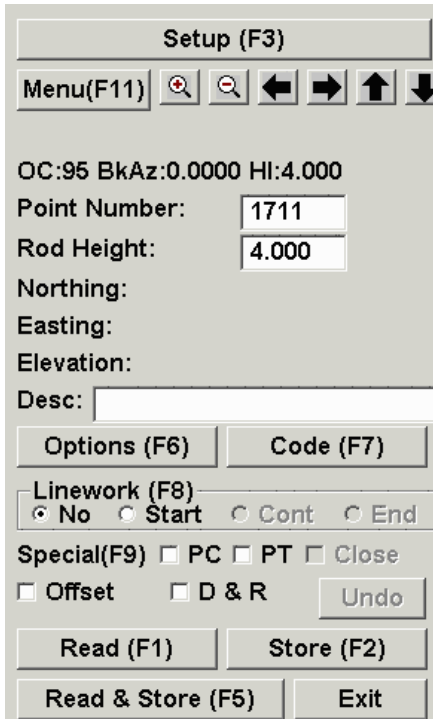 Setup (F3)
Menu(F11)
OC:95 BkAz:0.0000 HI:4.000
Point Number: 1711
Rod Height: 4.000
Northing:
Easting:
Elevation:
Desc:
Options (F6) Code (F7)
Linework (F8)
No Start Cont End
Special(F9) PC PT Close
Offset D & R Undo
Read (F1) Store (F2)
Read & Store (F5) Exit